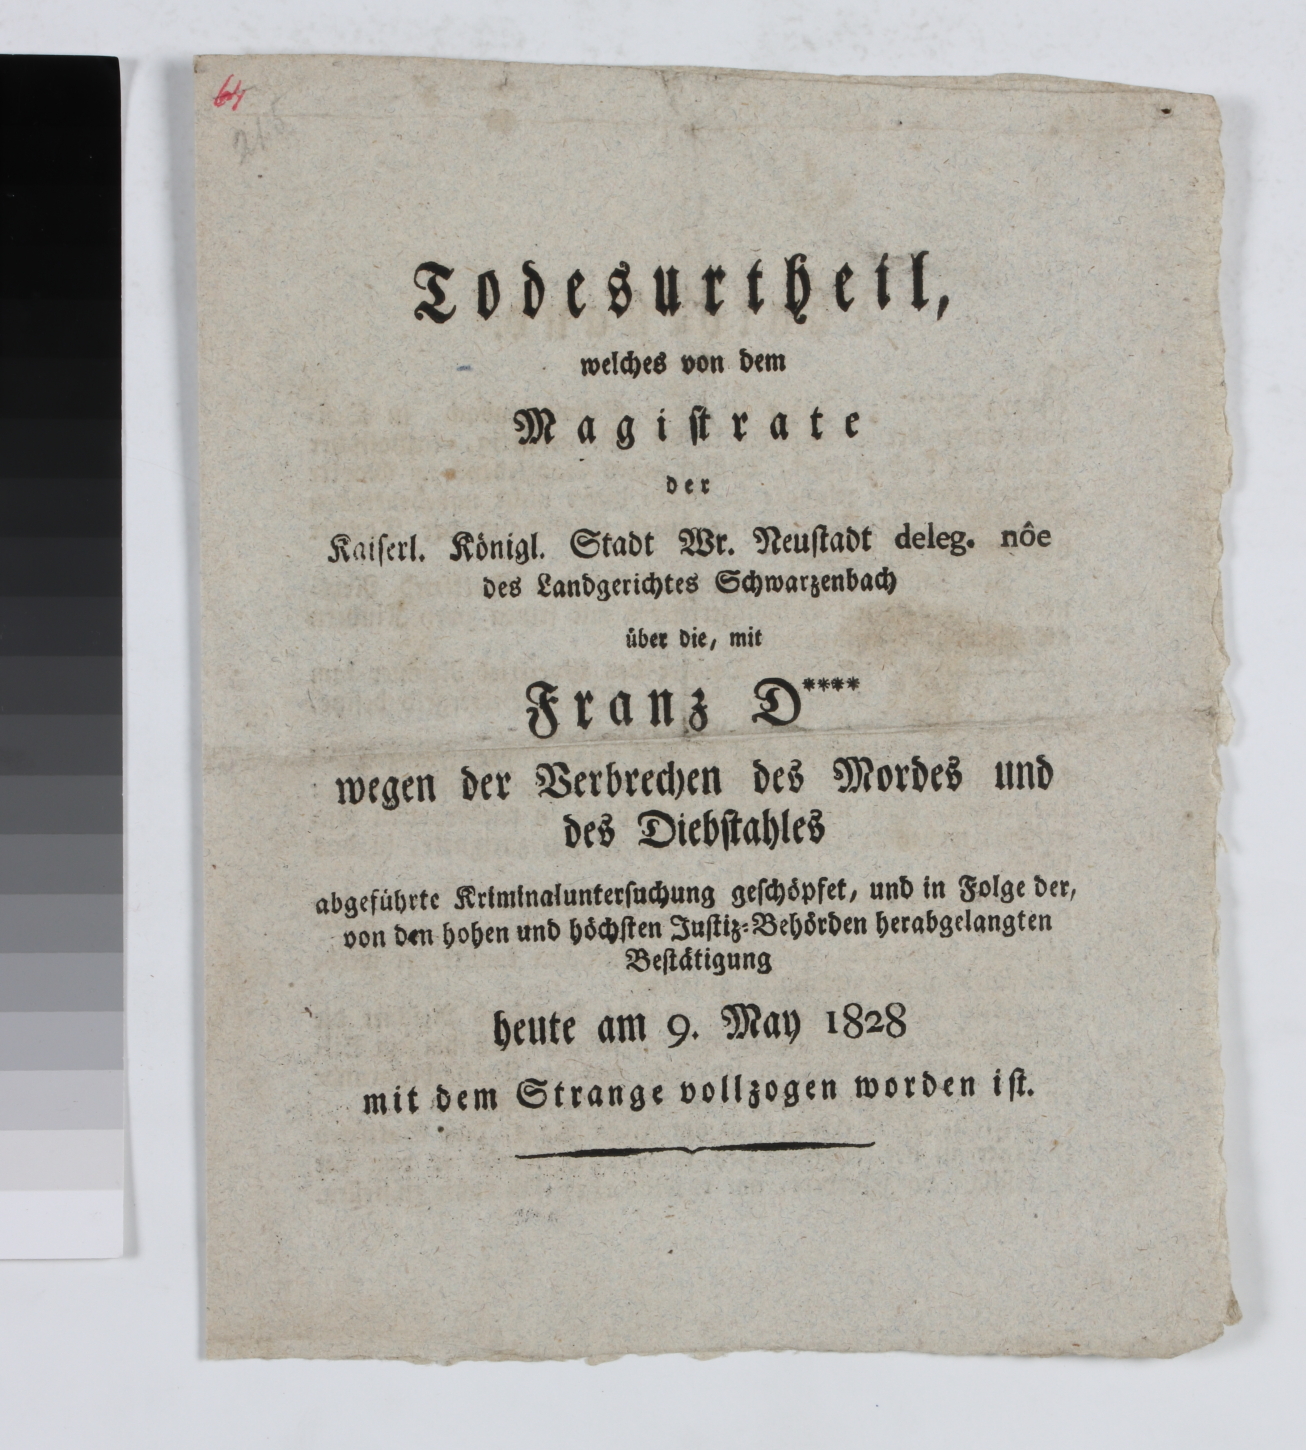 64
215
Todesurtheil,
welches von dem
Magistrate
der
Kaiserl. Königl. Stadt Wr. Neustadt deleg. nôe
des Landgerichtes Schwarzenbach
über die, mit
Franz D****
wegen der Verbrechen des Mordes und
des Diebstahles
abgeführte Kriminaluntersuchung geschöpfet, und in Folge der,
von den hohen und höchsten Justiz-Behörden herabgelangten
Bestätigung
heute am 9. May 1828
mit dem Strange vollzogen worden ist.